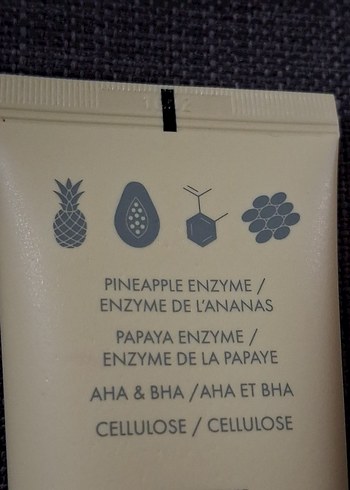 PINEAPPLE ENZYME /
ENZYME DE L'ANANAS
PAPAYA ENZYME /
ENZYME DE LA PAPAYE
AHA & BHA / AHA ET BHA
CELLULOSE / CELLULOSE